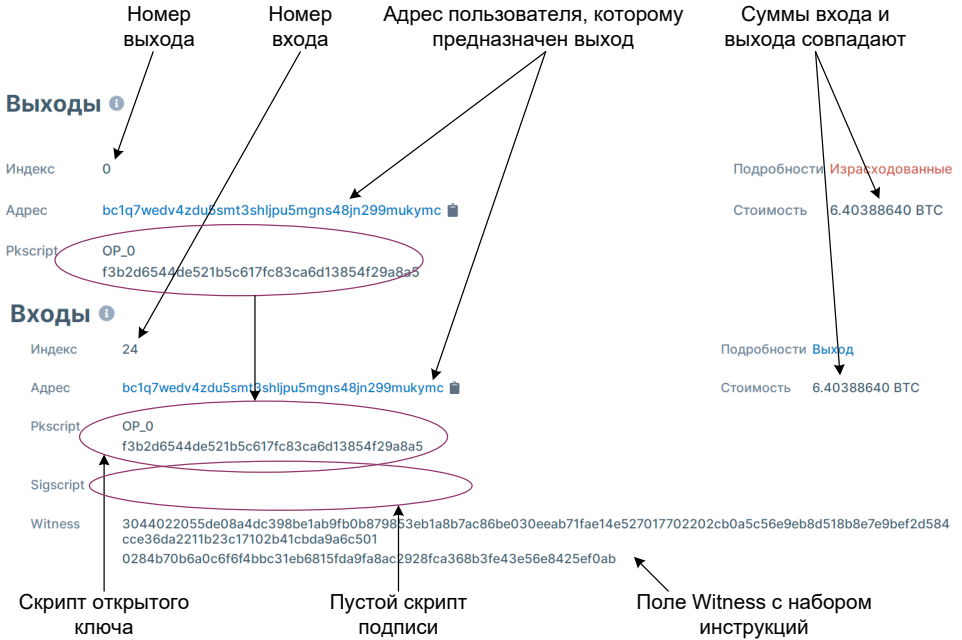 Номер
выхода
Номер
входа
Адрес пользователя, которому
предназначен выход
Суммы входа и
выхода совпадают
Выходы
Индекс 0 Подробности Израсходованные
Адрес bc1q7wedv4zdu5smt3shljpu5mgns48jn299mukymc Стоимость 6.40388640 BTC
Pkscript OP_0
f3b2d6544de521b5c617fc83ca6d13854f29a8a5
Входы
Индекс 24 Подробности Выход
Адрес bc1q7wedv4zdu5smt3shljpu5mgns48jn299mukymc Стоимость 6.40388640 BTC
Pkscript OP_0
f3b2d6544de521b5c617fc83ca6d13854f29a8a5
Sigscript
Witness 3044022055de08a4dc398be1ab9fb0b879853eb1a8b7ac86be030eeab71fae14e527017702202cb0a5c56e9eb8d518b8e7e9bef2d584
cce36da2211b23c17102b41cbda9a6c501
0284b70b6a0c6f6f4bbc31eb6815fda9fa8ac2928fca368b3fe43e56e8425ef0ab
Скрипт открытого
ключа
Пустой скрипт
подписи
Поле Witness с набором
инструкций